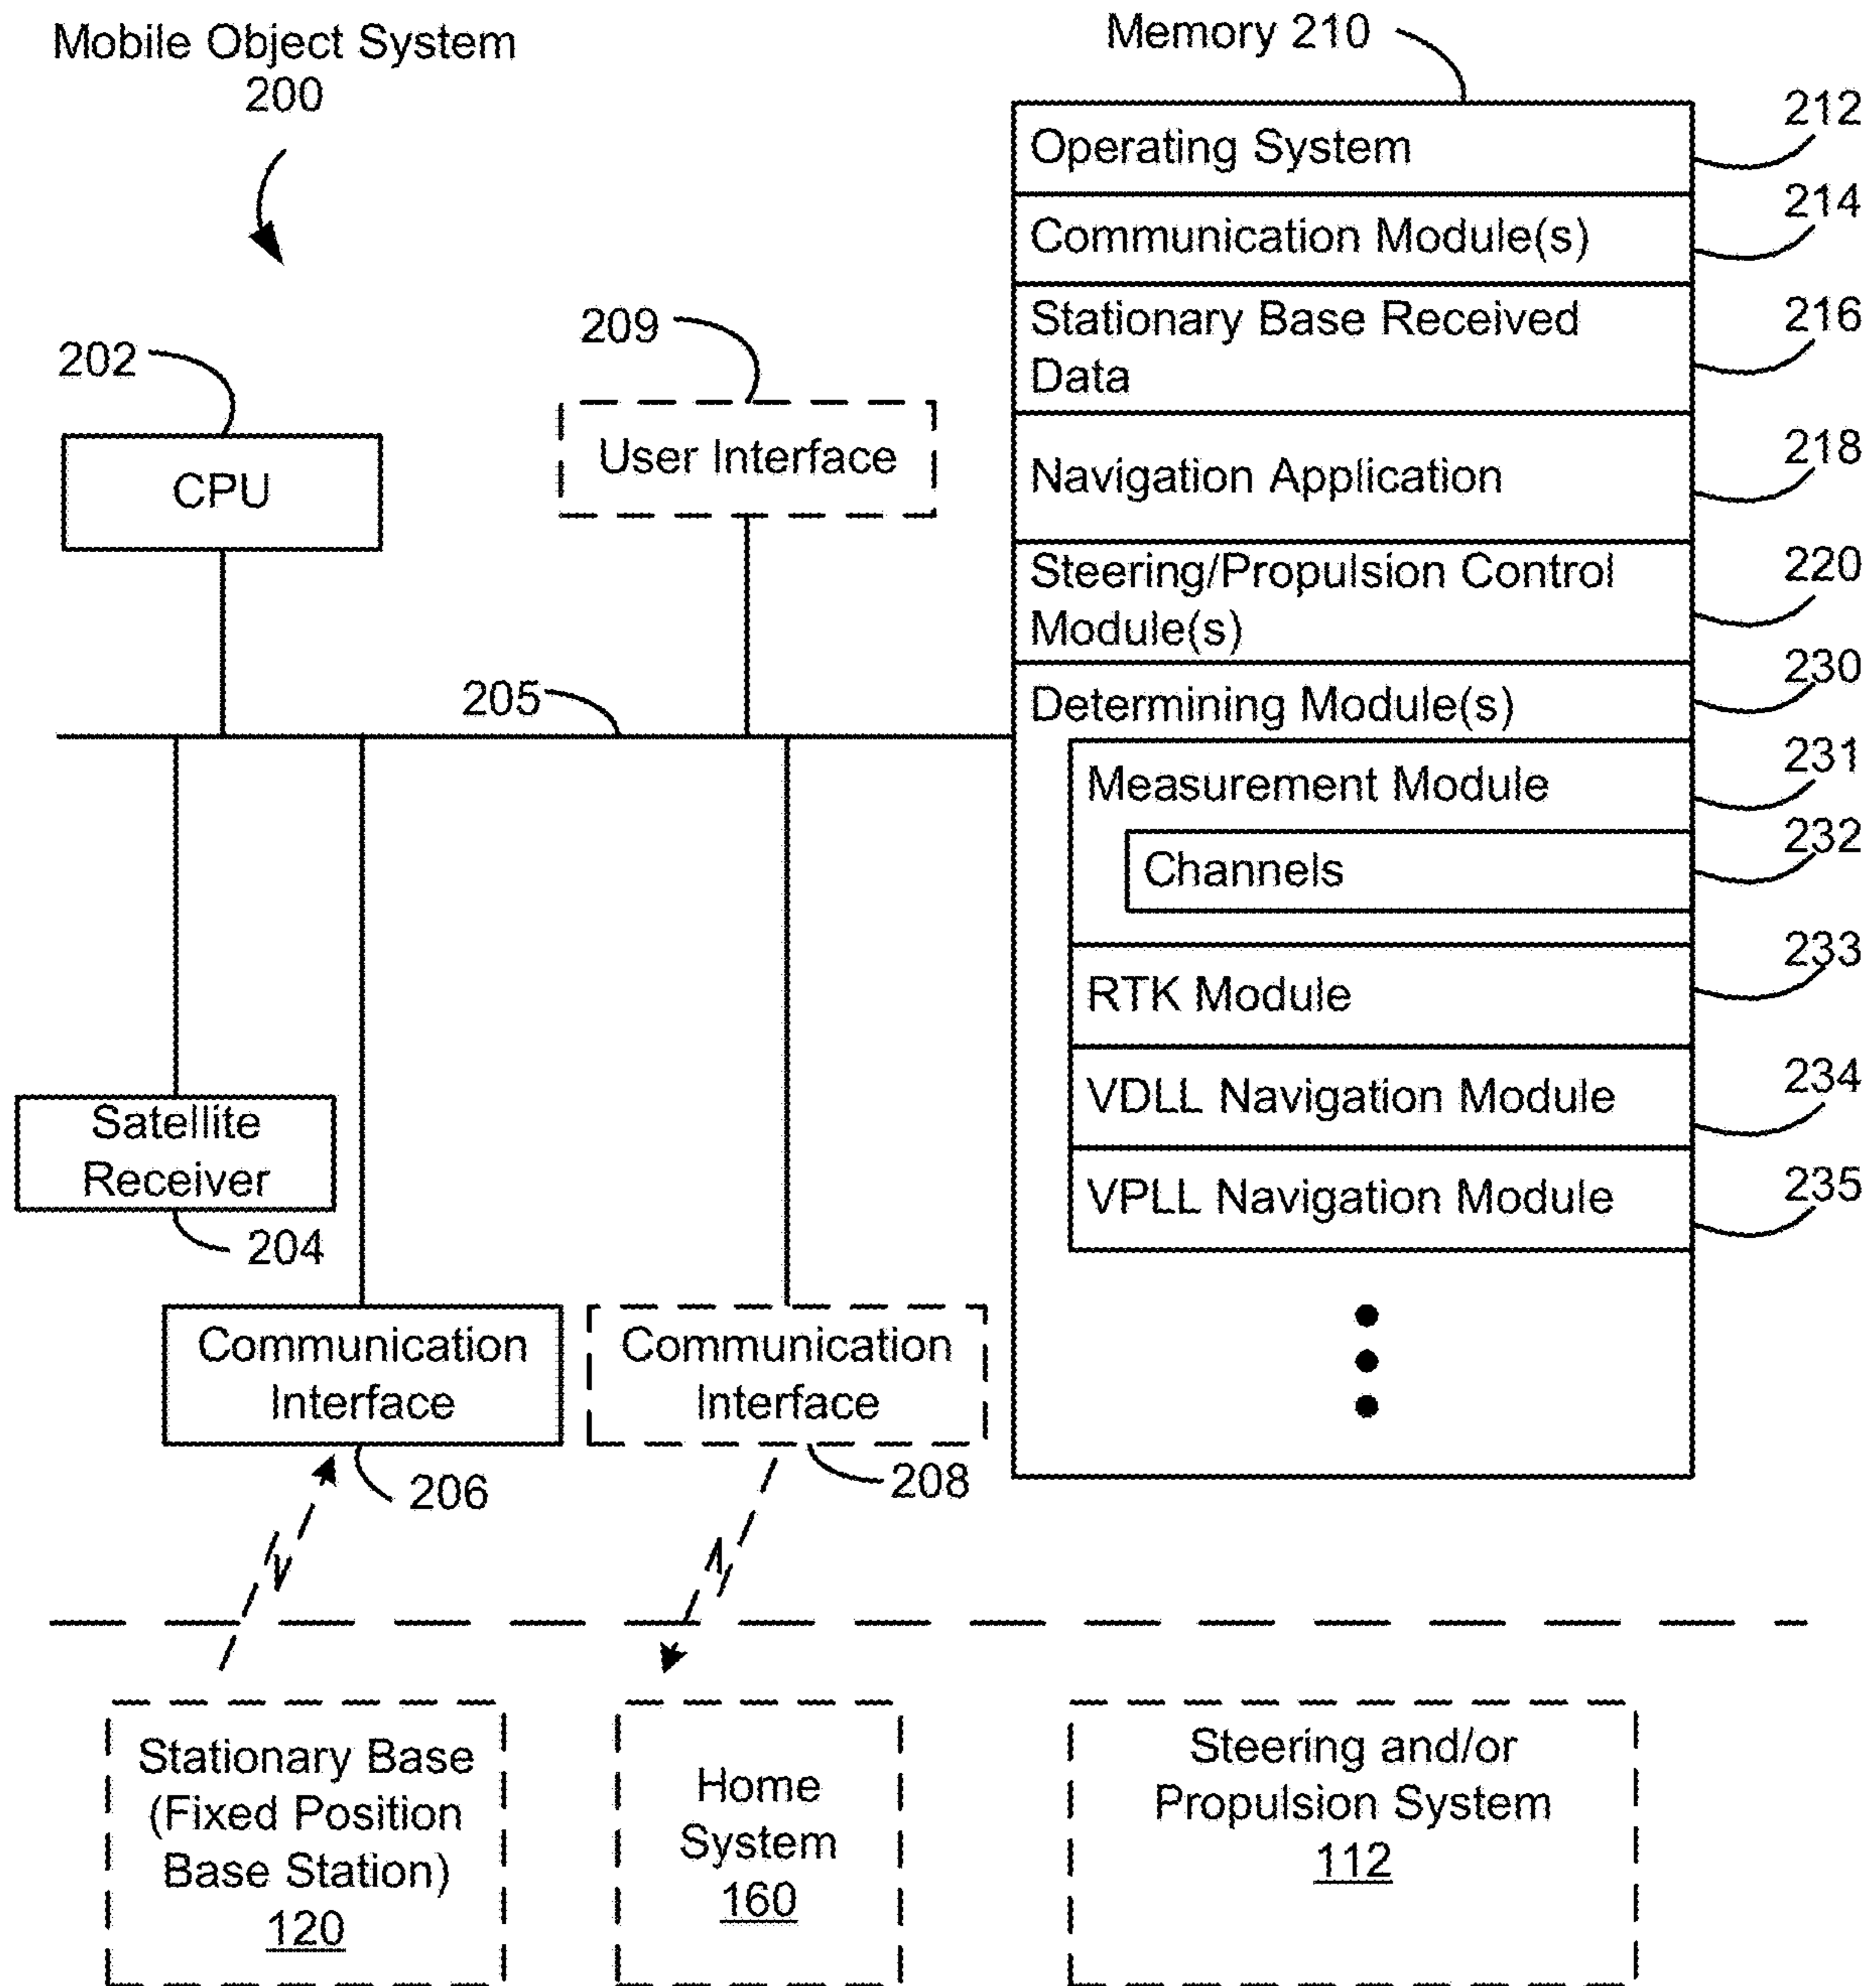 Mobile Object System
200
Memory 210
Operating System
212
Communication Module(s)
214
Stationary Base Received
Data
216
Navigation Application
218
Steering/Propulsion Control
Module(s)
220
Determining Module(s)
230
Measurement Module
231
Channels
232
RTK Module
233
VDLL Navigation Module
234
VPLL Navigation Module
235
202
CPU
209
User Interface
205
Satellite
Receiver
204
Communication
Interface
206
Communication
Interface
208
Stationary Base
(Fixed Position
Base Station)
120
Home
System
160
Steering and/or
Propulsion System
112